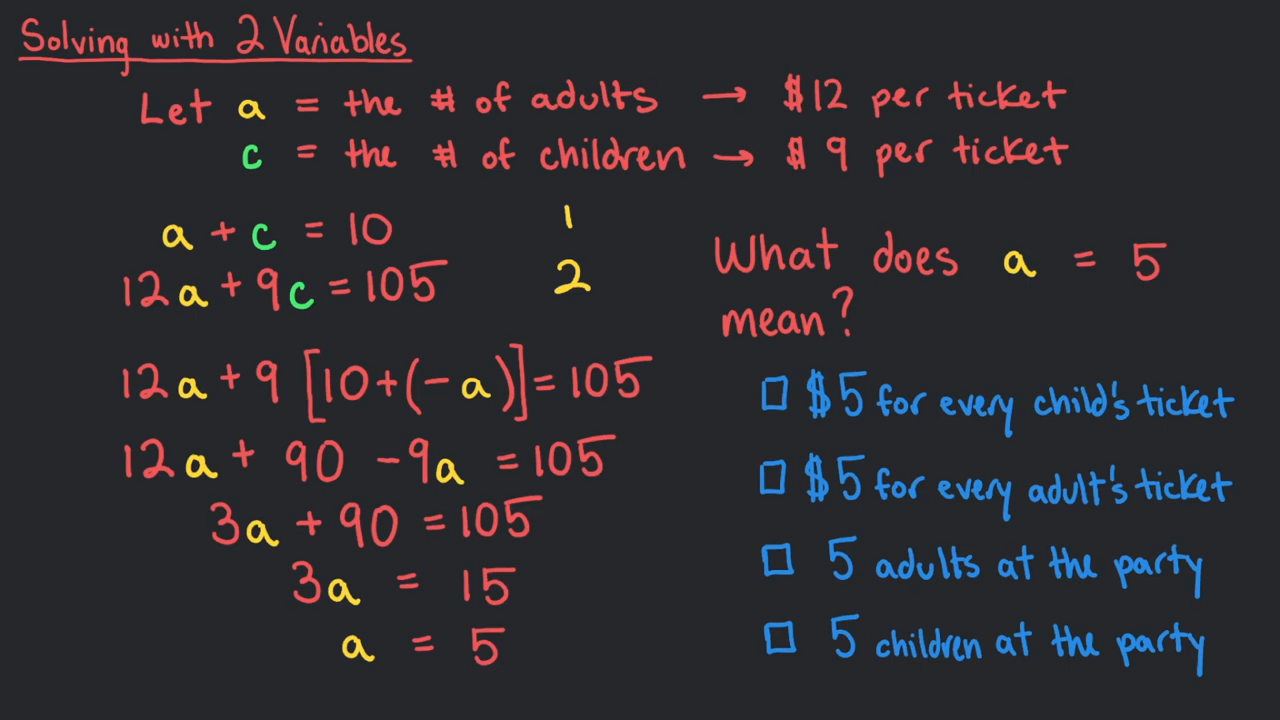 Solving with 2 Variables
Let a = the # of adults → $12 per ticket
c = the # of children → $ 9 per ticket
a + c = 10 1
12a + 9c = 105 2
12a + 9 [10+(-a)] = 105
12a + 90 - 9a = 105
3a + 90 = 105
3a = 15
a = 5
What does a = 5
mean?
☐ $5 for every child's ticket
☐ $5 for every adult's ticket
☐ 5 adults at the party
☐ 5 children at the party